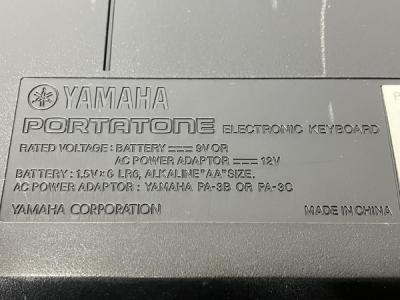 YAMAHA
PORTATONE ELECTRONIC KEYBOARD
RATED VOLTAGE : BATTERY ⎓ 9V OR
AC POWER ADAPTOR ⎓ 12V
BATTERY : 1.5V×6 LR6, ALKALINE "AA" SIZE.
AC POWER ADAPTOR : YAMAHA PA-3B OR PA-3C
YAMAHA CORPORATION MADE IN CHINA